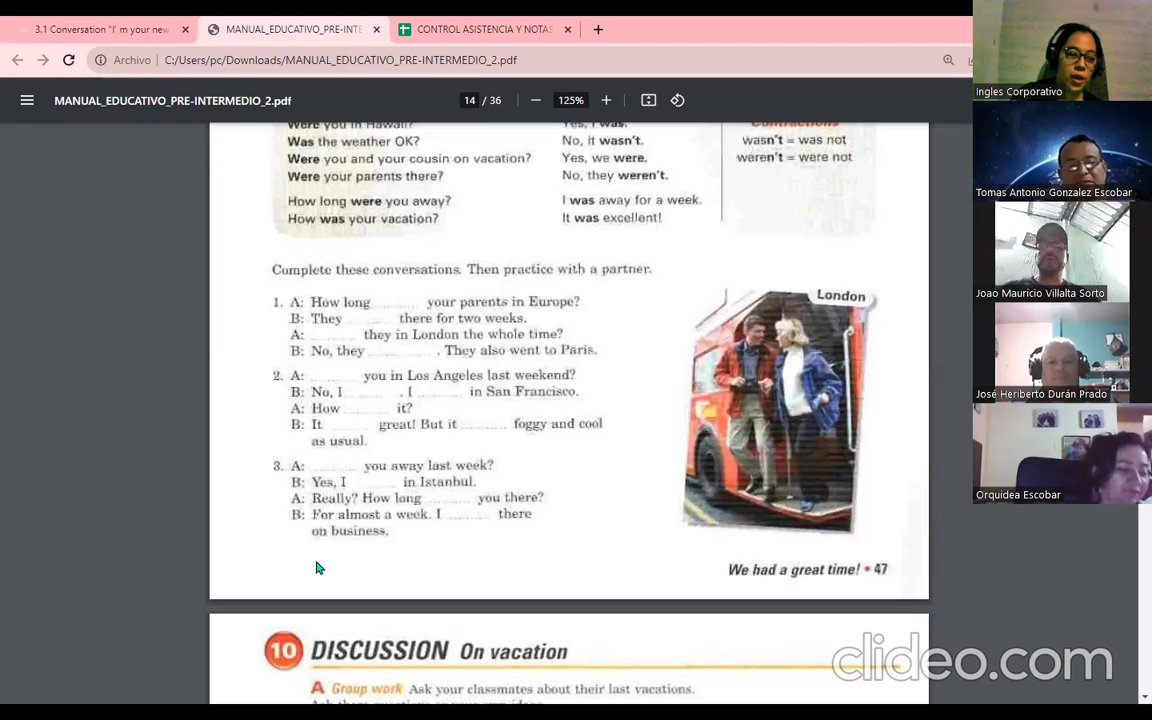 3.1 Conversation "I' m your new
MANUAL_EDUCATIVO_PRE-INTE
CONTROL ASISTENCIA Y NOTAS
Archivo
C:/Users/pc/Downloads/MANUAL_EDUCATIVO_PRE-INTERMEDIO_2.pdf
MANUAL_EDUCATIVO_PRE-INTERMEDIO_2.pdf
14 / 36
125%
Were you in Hawaii? Yes, I was. Contractions
Was the weather OK? No, it wasn't. wasn't = was not
Were you and your cousin on vacation? Yes, we were. weren't = were not
Were your parents there? No, they weren't.
How long were you away? I was away for a week.
How was your vacation? It was excellent!
Complete these conversations. Then practice with a partner.
1. A: How long ........ your parents in Europe?
B: They ........ there for two weeks.
A: ........ they in London the whole time?
B: No, they ........ . They also went to Paris.
2. A: ........ you in Los Angeles last weekend?
B: No, I ........ . I ........ in San Francisco.
A: How ........ it?
B: It ........ great! But it ........ foggy and cool
as usual.
3. A: ........ you away last week?
B: Yes, I ........ in Istanbul.
A: Really? How long ........ you there?
B: For almost a week. I ........ there
on business.
London
We had a great time! • 47
10 DISCUSSION On vacation
A Group work Ask your classmates about their last vacations.
Ingles Corporativo
Tomas Antonio Gonzalez Escobar
Joao Mauricio Villalta Sorto
José Heriberto Durán Prado
Orquidea Escobar
clideo.com